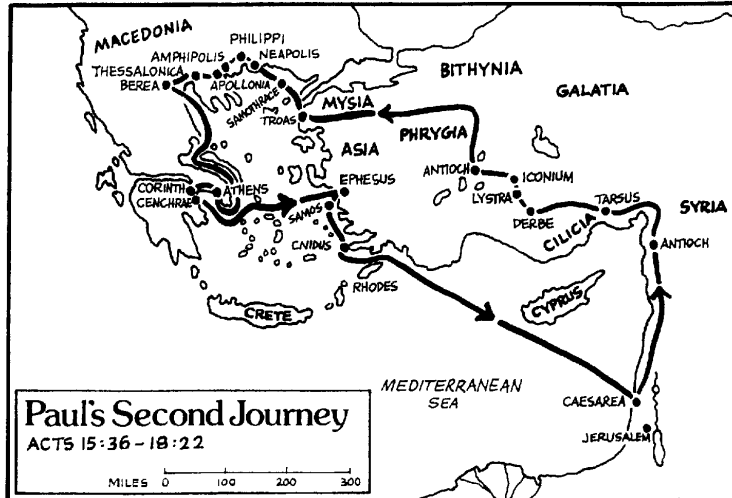 MACEDONIA
PHILIPPI
AMPHIPOLIS
NEAPOLIS
THESSALONICA
APOLLONIA
BEREA
SAMOTHRACE
TROAS
MYSIA
BITHYNIA
GALATIA
PHRYGIA
ASIA
ANTIOCH
ICONIUM
LYSTRA
DERBE
TARSUS
CILICIA
SYRIA
ANTIOCH
CORINTH
ATHENS
CENCHRAE
EPHESUS
SAMOS
CNIDUS
RHODES
CRETE
CYPRUS
MEDITERRANEAN
SEA
CAESAREA
JERUSALEM
Paul's Second Journey
ACTS 15:36-18:22
MILES 0 100 200 300